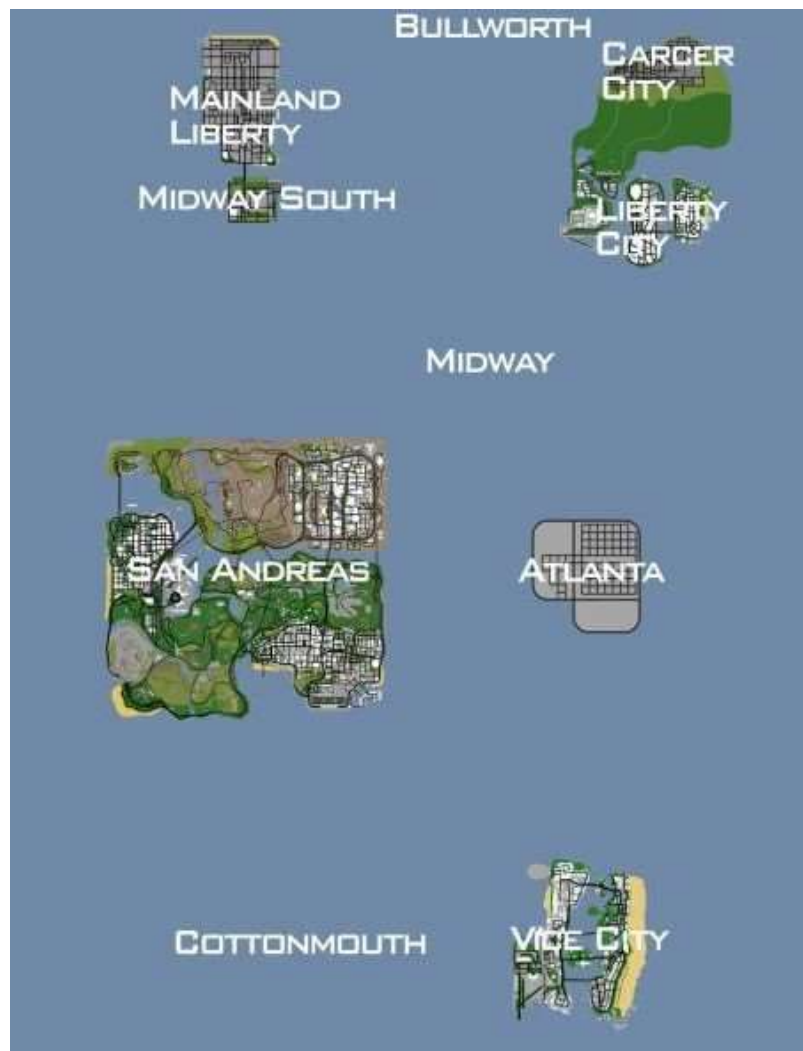 BULLWORTH
CARCER
CITY
MAINLAND
LIBERTY
MIDWAY SOUTH
LIBERTY
CITY
MIDWAY
SAN ANDREAS
ATLANTA
COTTONMOUTH
VICE CITY